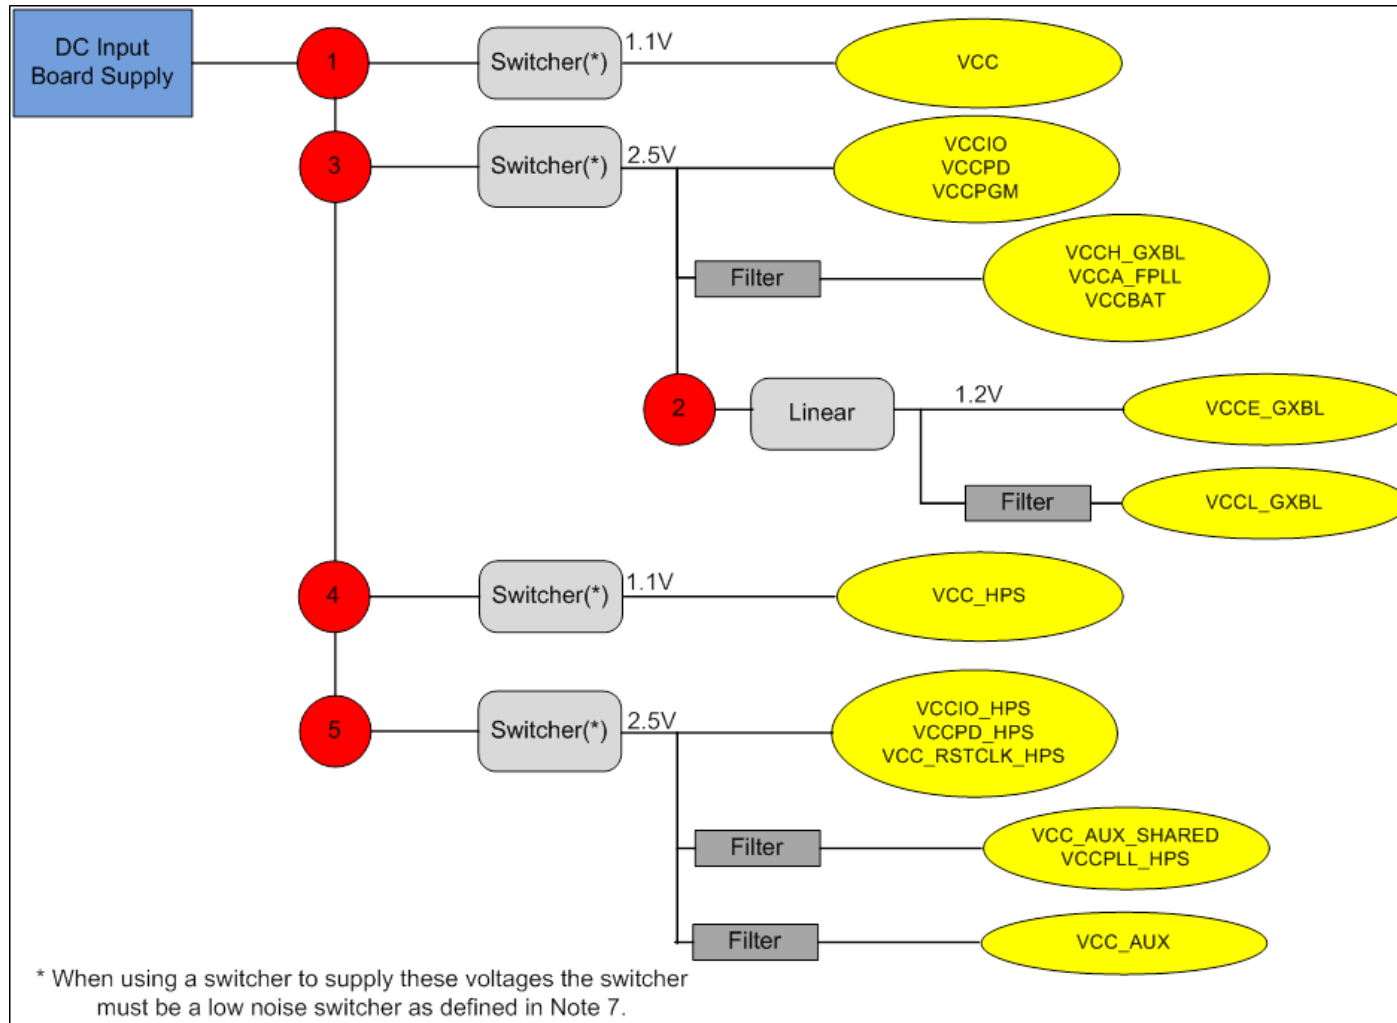 DC Input
Board Supply
1
Switcher(*)
1.1V
VCC
3
Switcher(*)
2.5V
VCCIO
VCCPD
VCCPGM
Filter
VCCH_GXBL
VCCA_FPLL
VCCBAT
2
Linear
1.2V
VCCE_GXBL
Filter
VCCL_GXBL
4
Switcher(*)
1.1V
VCC_HPS
5
Switcher(*)
2.5V
VCCIO_HPS
VCCPD_HPS
VCC_RSTCLK_HPS
Filter
VCC_AUX_SHARED
VCCPLL_HPS
Filter
VCC_AUX
* When using a switcher to supply these voltages the switcher
must be a low noise switcher as defined in Note 7.